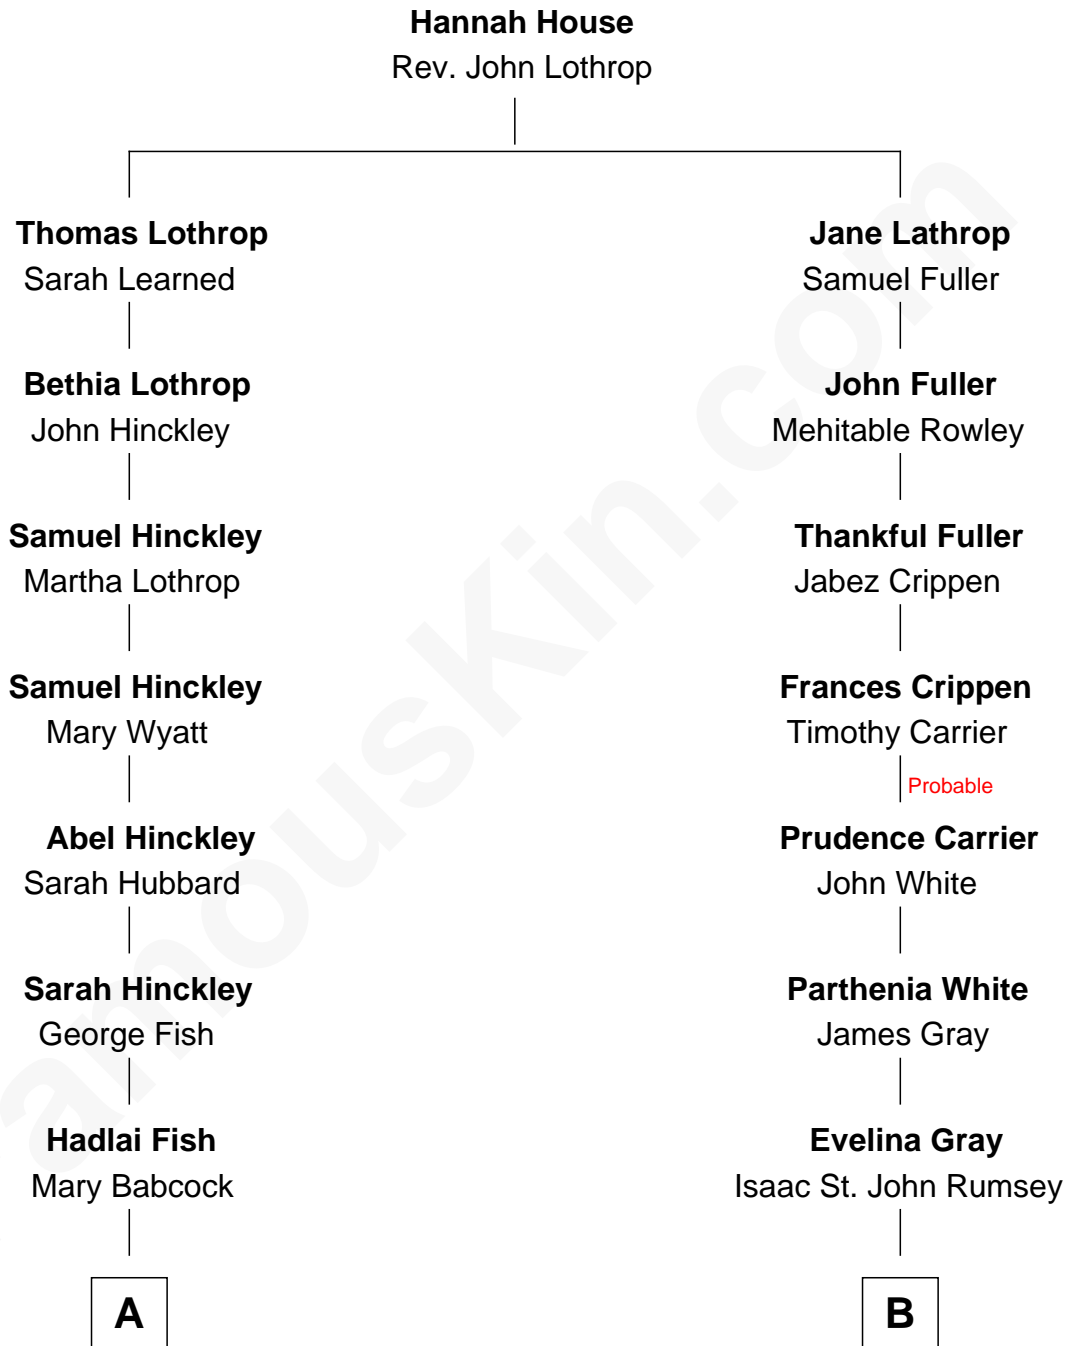 Hannah House
Rev. John Lothrop
Thomas Lothrop
Sarah Learned
Bethia Lothrop
John Hinckley
Samuel Hinckley
Martha Lothrop
Samuel Hinckley
Mary Wyatt
Abel Hinckley
Sarah Hubbard
Sarah Hinckley
George Fish
Hadlai Fish
Mary Babcock
A
Jane Lathrop
Samuel Fuller
John Fuller
Mehitable Rowley
Thankful Fuller
Jabez Crippen
Frances Crippen
Timothy Carrier
Probable
Prudence Carrier
John White
Parthenia White
James Gray
Evelina Gray
Isaac St. John Rumsey
B
amouskin.com